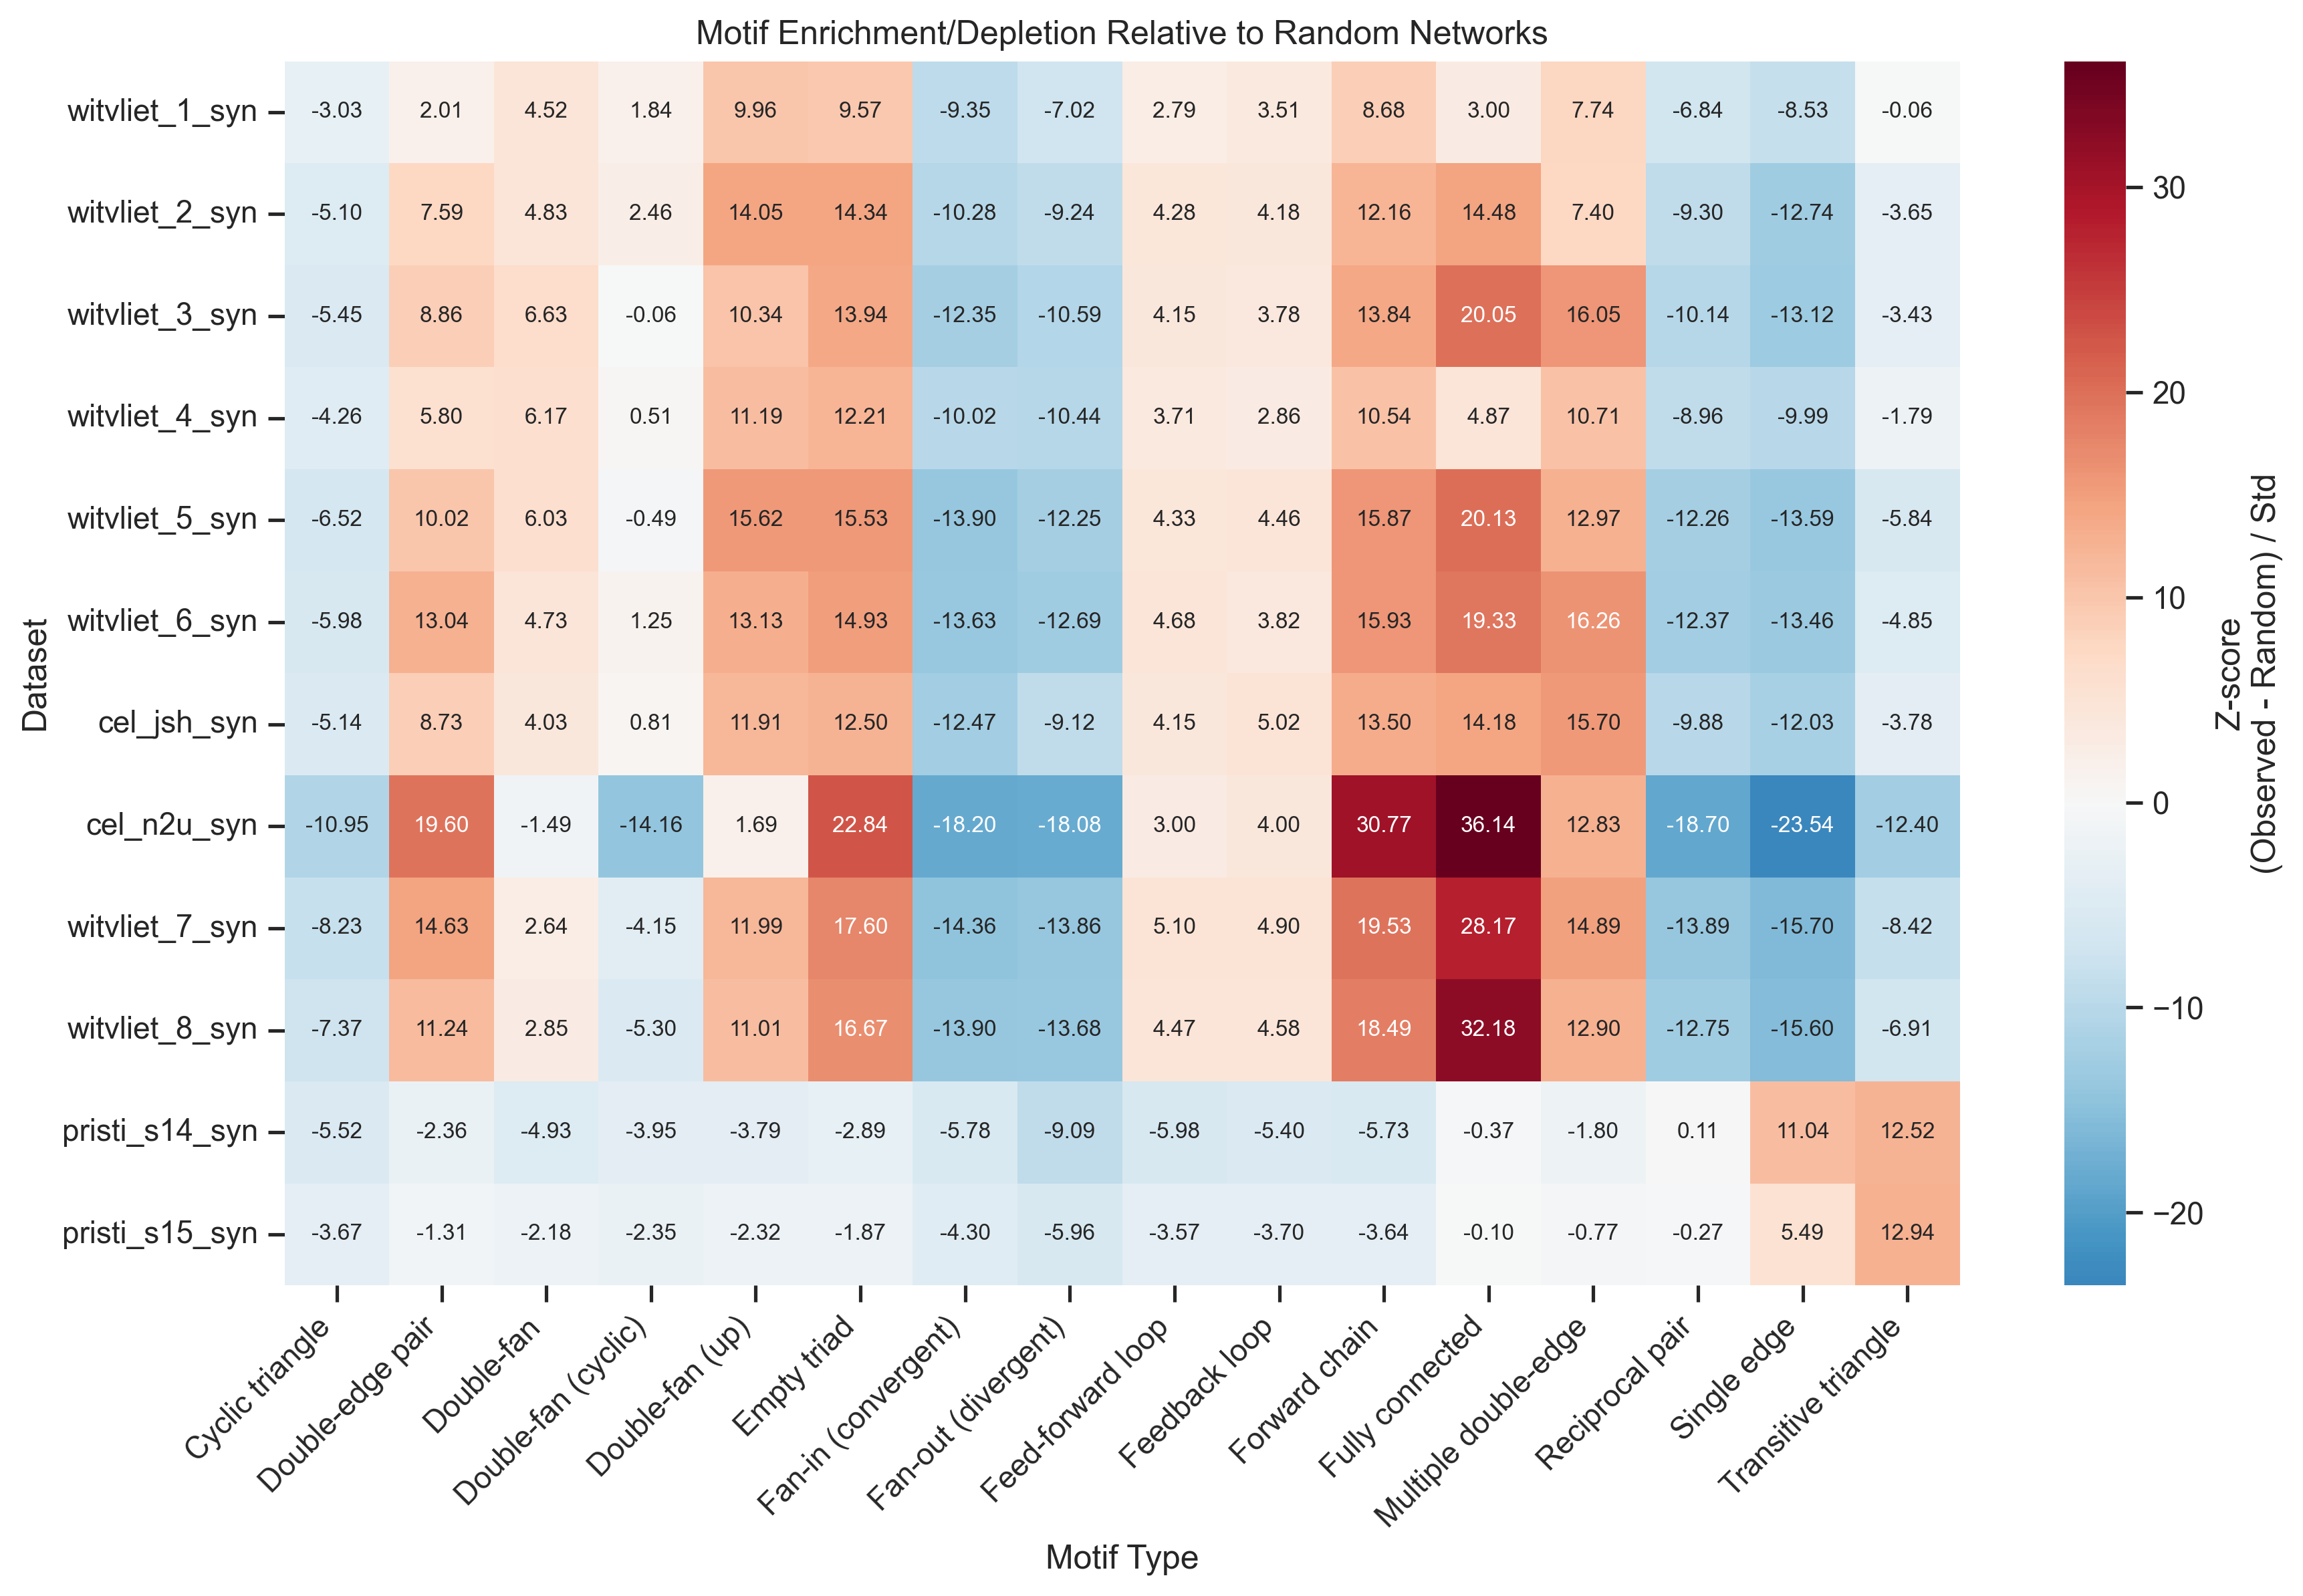 Motif Enrichment/Depletion Relative to Random Networks
Dataset
witvliet_1_syn -3.03 2.01 4.52 1.84 9.96 9.57 -9.35 -7.02 2.79 3.51 8.68 3.00 7.74 -6.84 -8.53 -0.06
witvliet_2_syn -5.10 7.59 4.83 2.46 14.05 14.34 -10.28 -9.24 4.28 4.18 12.16 14.48 7.40 -9.30 -12.74 -3.65
witvliet_3_syn -5.45 8.86 6.63 -0.06 10.34 13.94 -12.35 -10.59 4.15 3.78 13.84 20.05 16.05 -10.14 -13.12 -3.43
witvliet_4_syn -4.26 5.80 6.17 0.51 11.19 12.21 -10.02 -10.44 3.71 2.86 10.54 4.87 10.71 -8.96 -9.99 -1.79
witvliet_5_syn -6.52 10.02 6.03 -0.49 15.62 15.53 -13.90 -12.25 4.33 4.46 15.87 20.13 12.97 -12.26 -13.59 -5.84
witvliet_6_syn -5.98 13.04 4.73 1.25 13.13 14.93 -13.63 -12.69 4.68 3.82 15.93 19.33 16.26 -12.37 -13.46 -4.85
cel_jsh_syn -5.14 8.73 4.03 0.81 11.91 12.50 -12.47 -9.12 4.15 5.02 13.50 14.18 15.70 -9.88 -12.03 -3.78
cel_n2u_syn -10.95 19.60 -1.49 -14.16 1.69 22.84 -18.20 -18.08 3.00 4.00 30.77 36.14 12.83 -18.70 -23.54 -12.40
witvliet_7_syn -8.23 14.63 2.64 -4.15 11.99 17.60 -14.36 -13.86 5.10 4.90 19.53 28.17 14.89 -13.89 -15.70 -8.42
witvliet_8_syn -7.37 11.24 2.85 -5.30 11.01 16.67 -13.90 -13.68 4.47 4.58 18.49 32.18 12.90 -12.75 -15.60 -6.91
pristi_s14_syn -5.52 -2.36 -4.93 -3.95 -3.79 -2.89 -5.78 -9.09 -5.98 -5.40 -5.73 -0.37 -1.80 0.11 11.04 12.52
pristi_s15_syn -3.67 -1.31 -2.18 -2.35 -2.32 -1.87 -4.30 -5.96 -3.57 -3.70 -3.64 -0.10 -0.77 -0.27 5.49 12.94
Cyclic triangle
Double-edge pair
Double-fan
Double-fan (cyclic)
Double-fan (up)
Empty triad
Fan-in (convergent)
Fan-out (divergent)
Feed-forward loop
Feedback loop
Forward chain
Fully connected
Multiple double-edge
Reciprocal pair
Single edge
Transitive triangle
Motif Type
30
20
10
0
−10
−20
Z-score
(Observed - Random) / Std